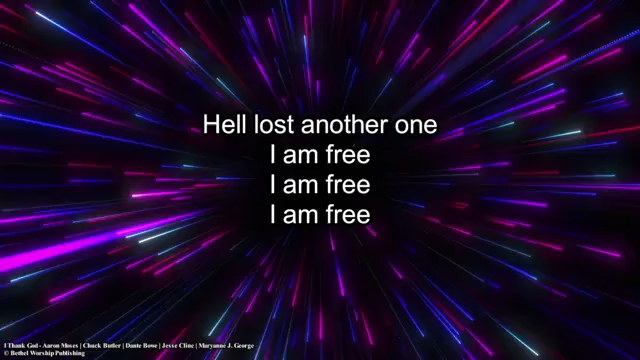 Hell lost another one
I am free
I am free
I am free
I Thank God - Aaron Moses | Chuck Butler | Dante Bowe | Jesse Cline | Maryanne J. George
© Bethel Worship Publishing